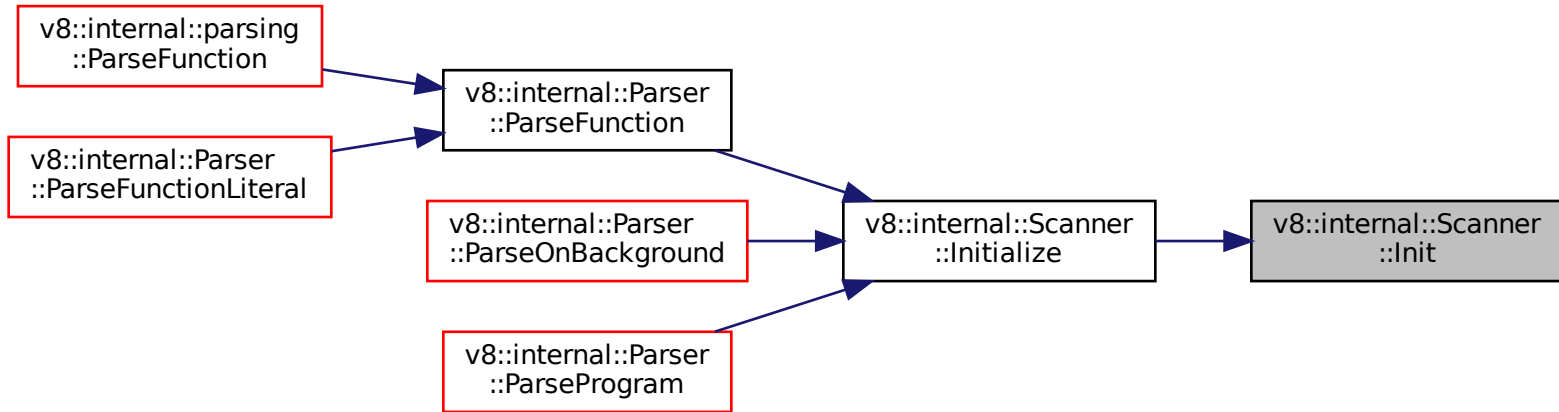 v8::internal::parsing
::ParseFunction
v8::internal::Parser
::ParseFunctionLiteral
v8::internal::Parser
::ParseFunction
v8::internal::Parser
::ParseOnBackground
v8::internal::Parser
::ParseProgram
v8::internal::Scanner
::Initialize
v8::internal::Scanner
::Init